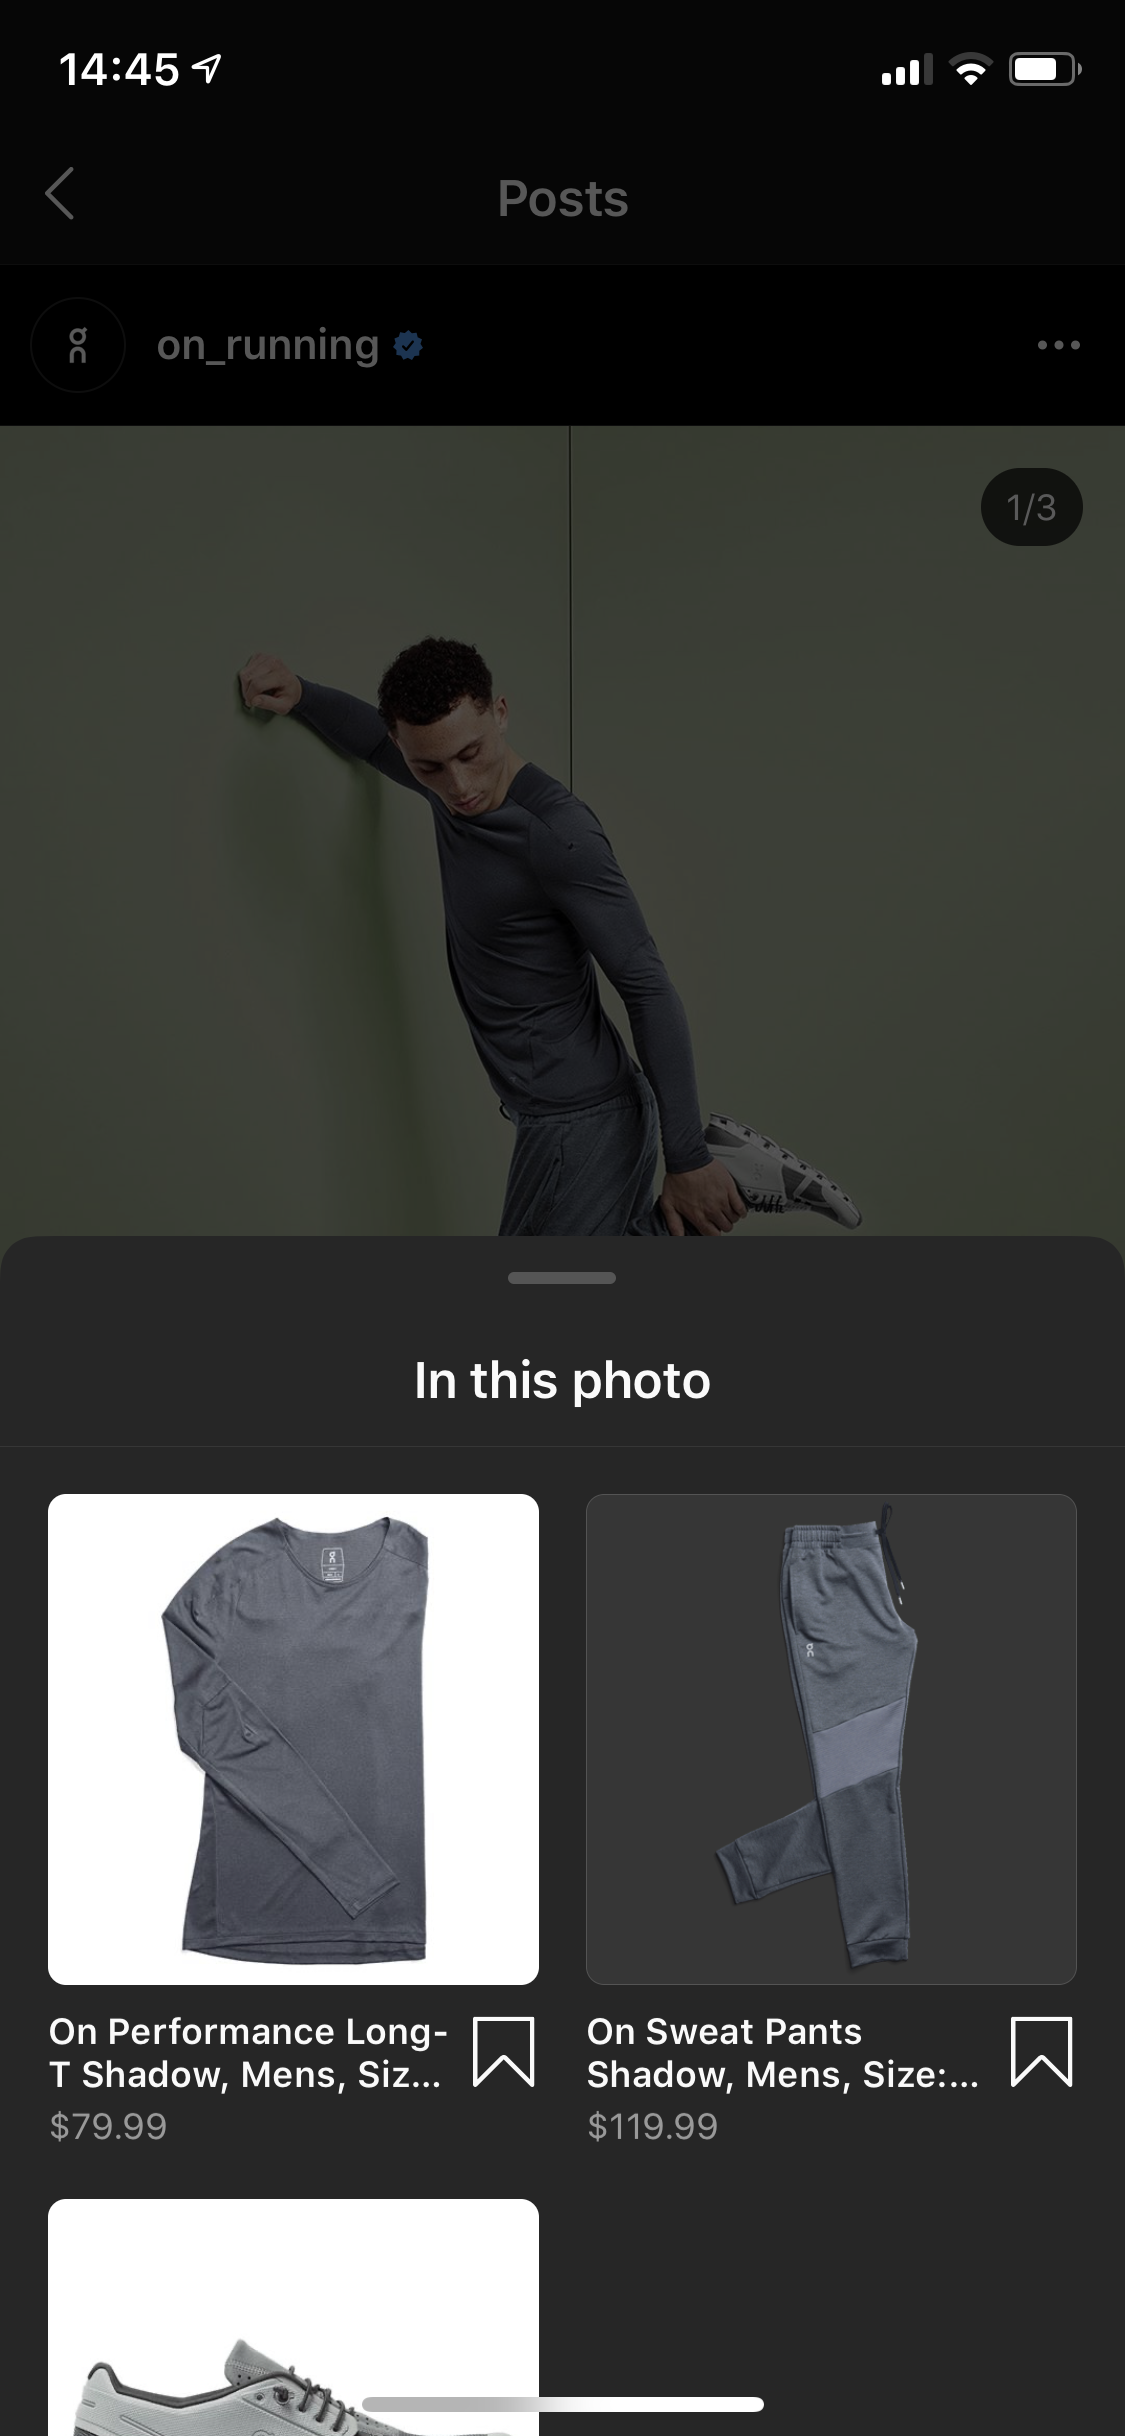 14:45
Posts
on_running
1/3
In this photo
On Performance Long-
T Shadow, Mens, Siz...
$79.99
On Sweat Pants
Shadow, Mens, Size:...
$119.99